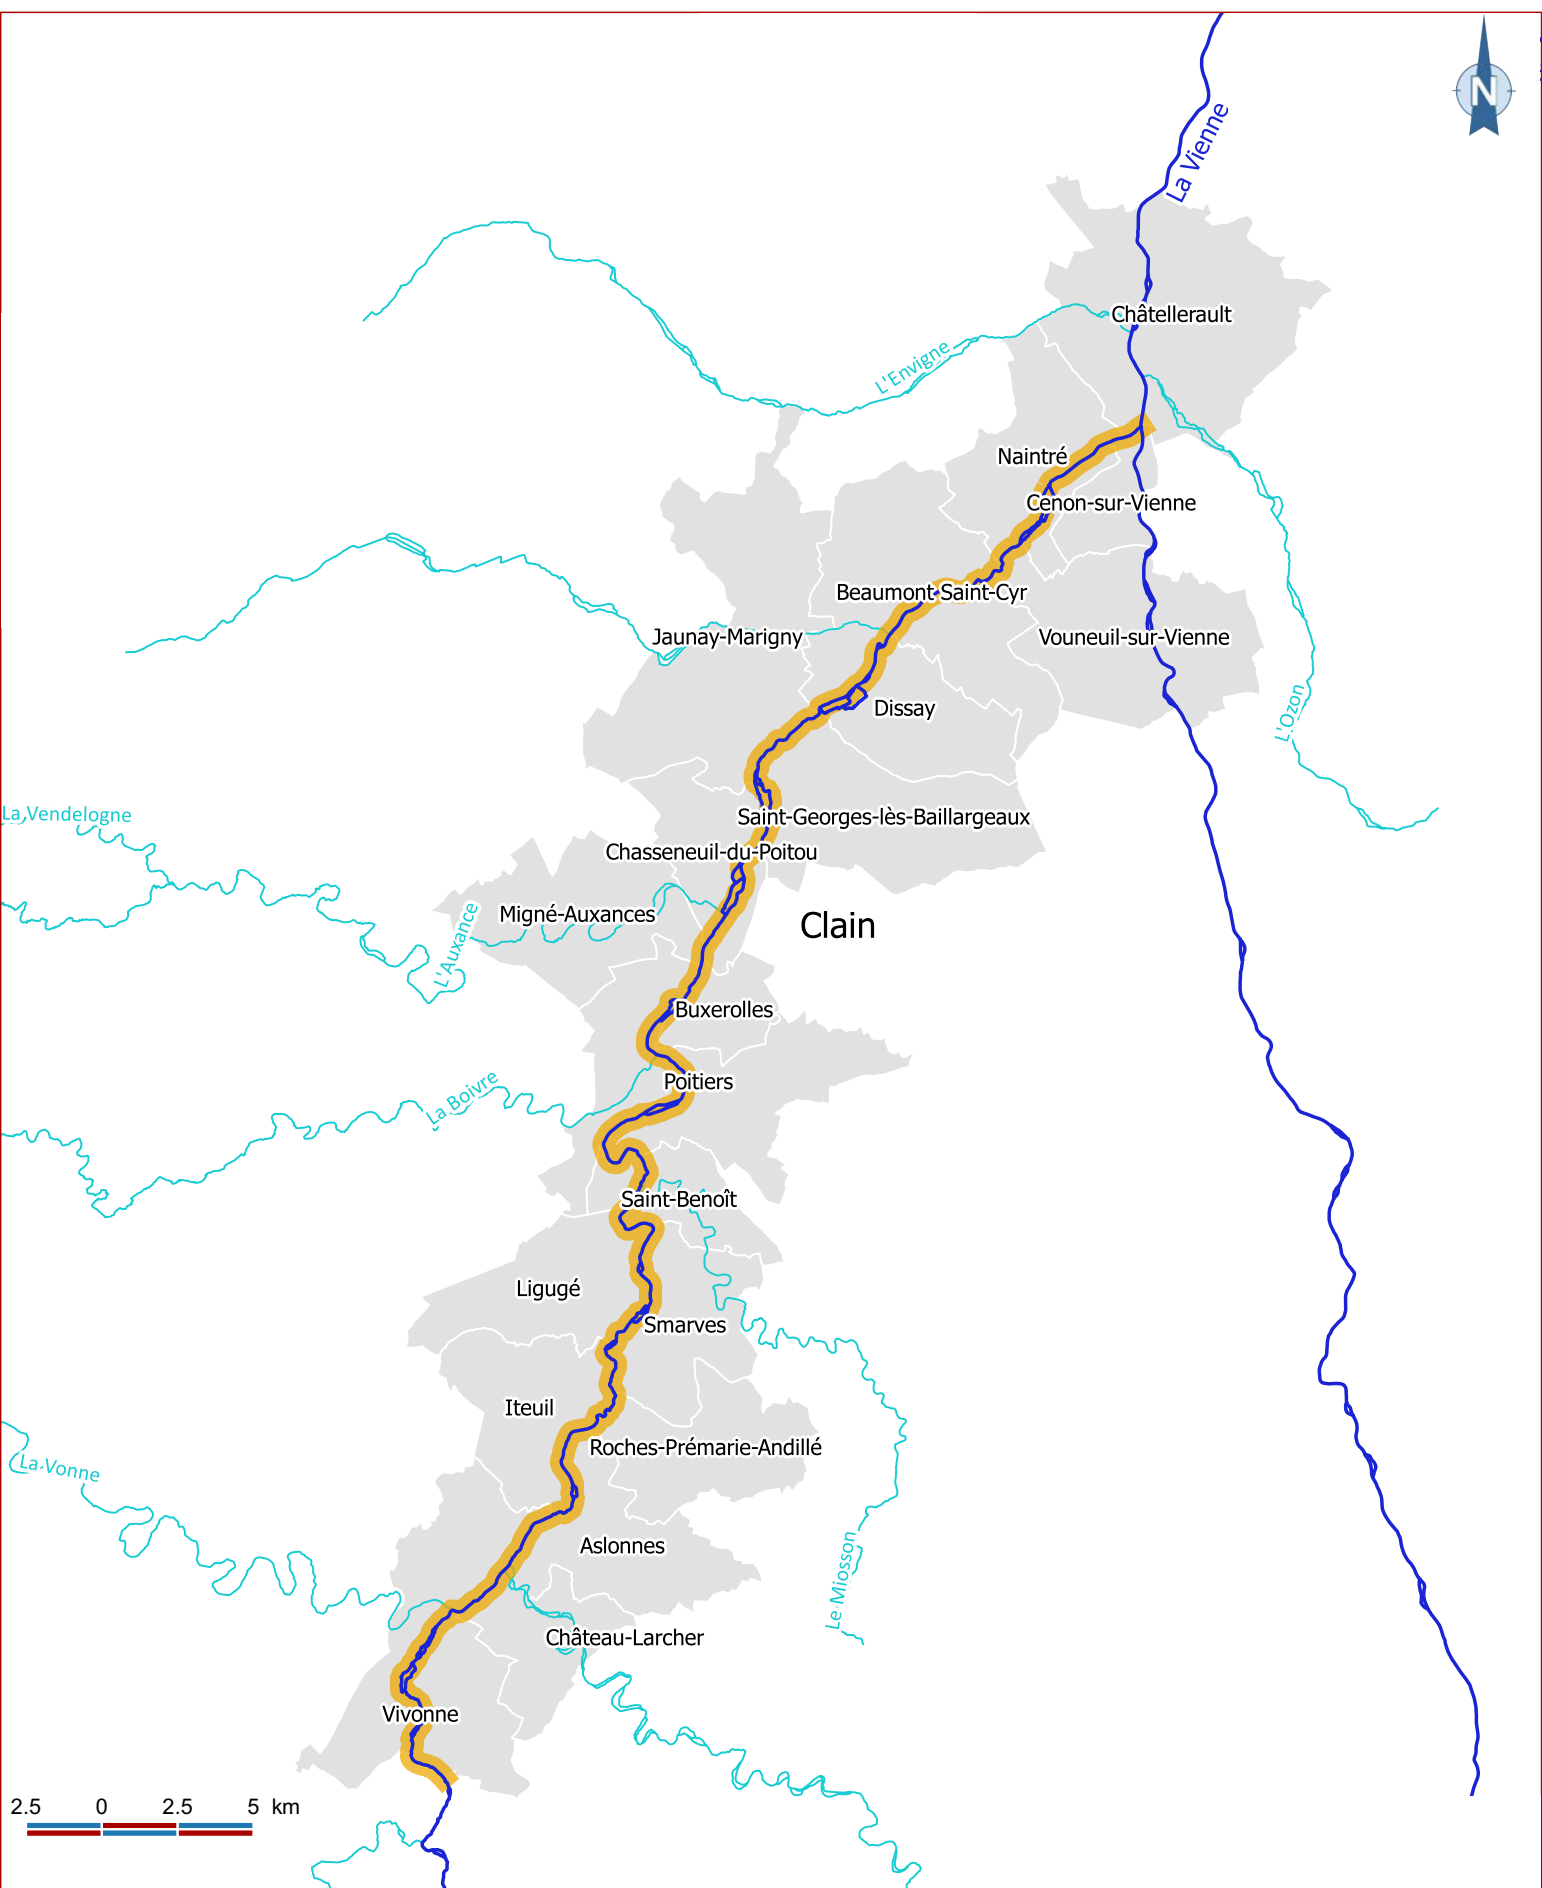 N
La Vienne
Châtellerault
L'Envigne
Naintré
Cenon-sur-Vienne
Beaumont Saint-Cyr
Jaunay-Marigny
Vouneuil-sur-Vienne
L'Ozon
Dissay
La Vendelogne
Saint-Georges-lès-Baillargeaux
Chasseneuil-du-Poitou
Migné-Auxances
L'Auxance
Clain
Buxerolles
Poitiers
La Boivre
Saint-Benoît
Ligugé
Smarves
Iteuil
Roches-Prémarie-Andillé
La Vonne
Aslonnes
Le Miosson
Château-Larcher
Vivonne
2.5 0 2.5 5 km